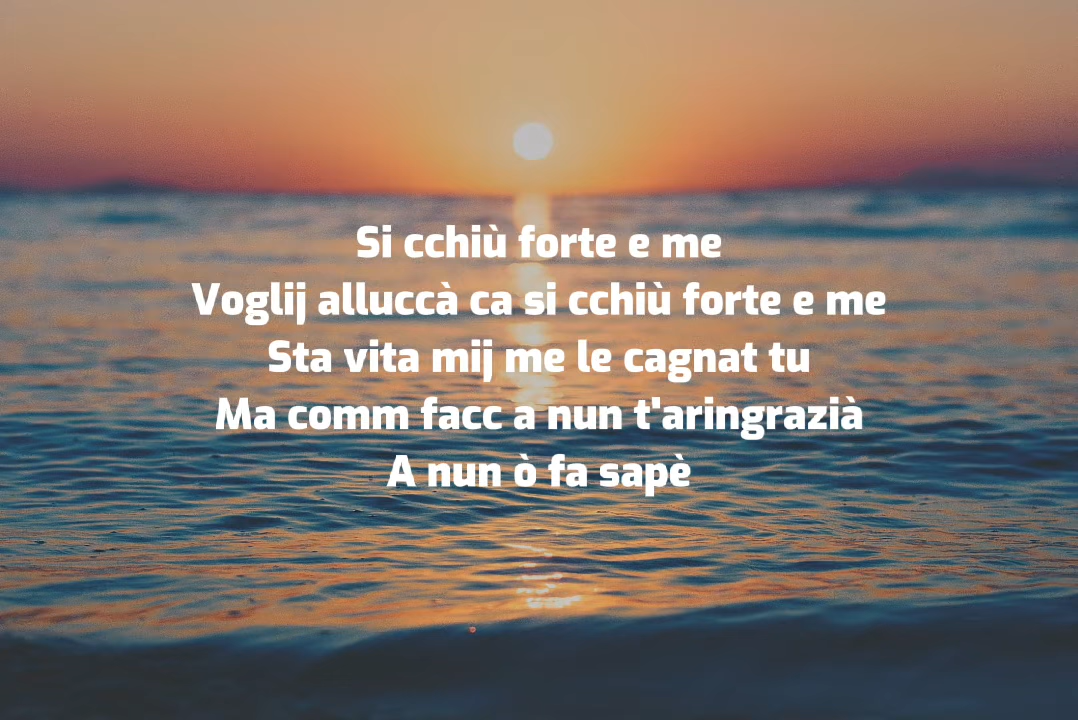 Si cchiù forte e me
Voglij alluccà ca si cchiù forte e me
Sta vita mij me le cagnat tu
Ma comm facc a nun t'aringrazià
A nun ò fa sapè